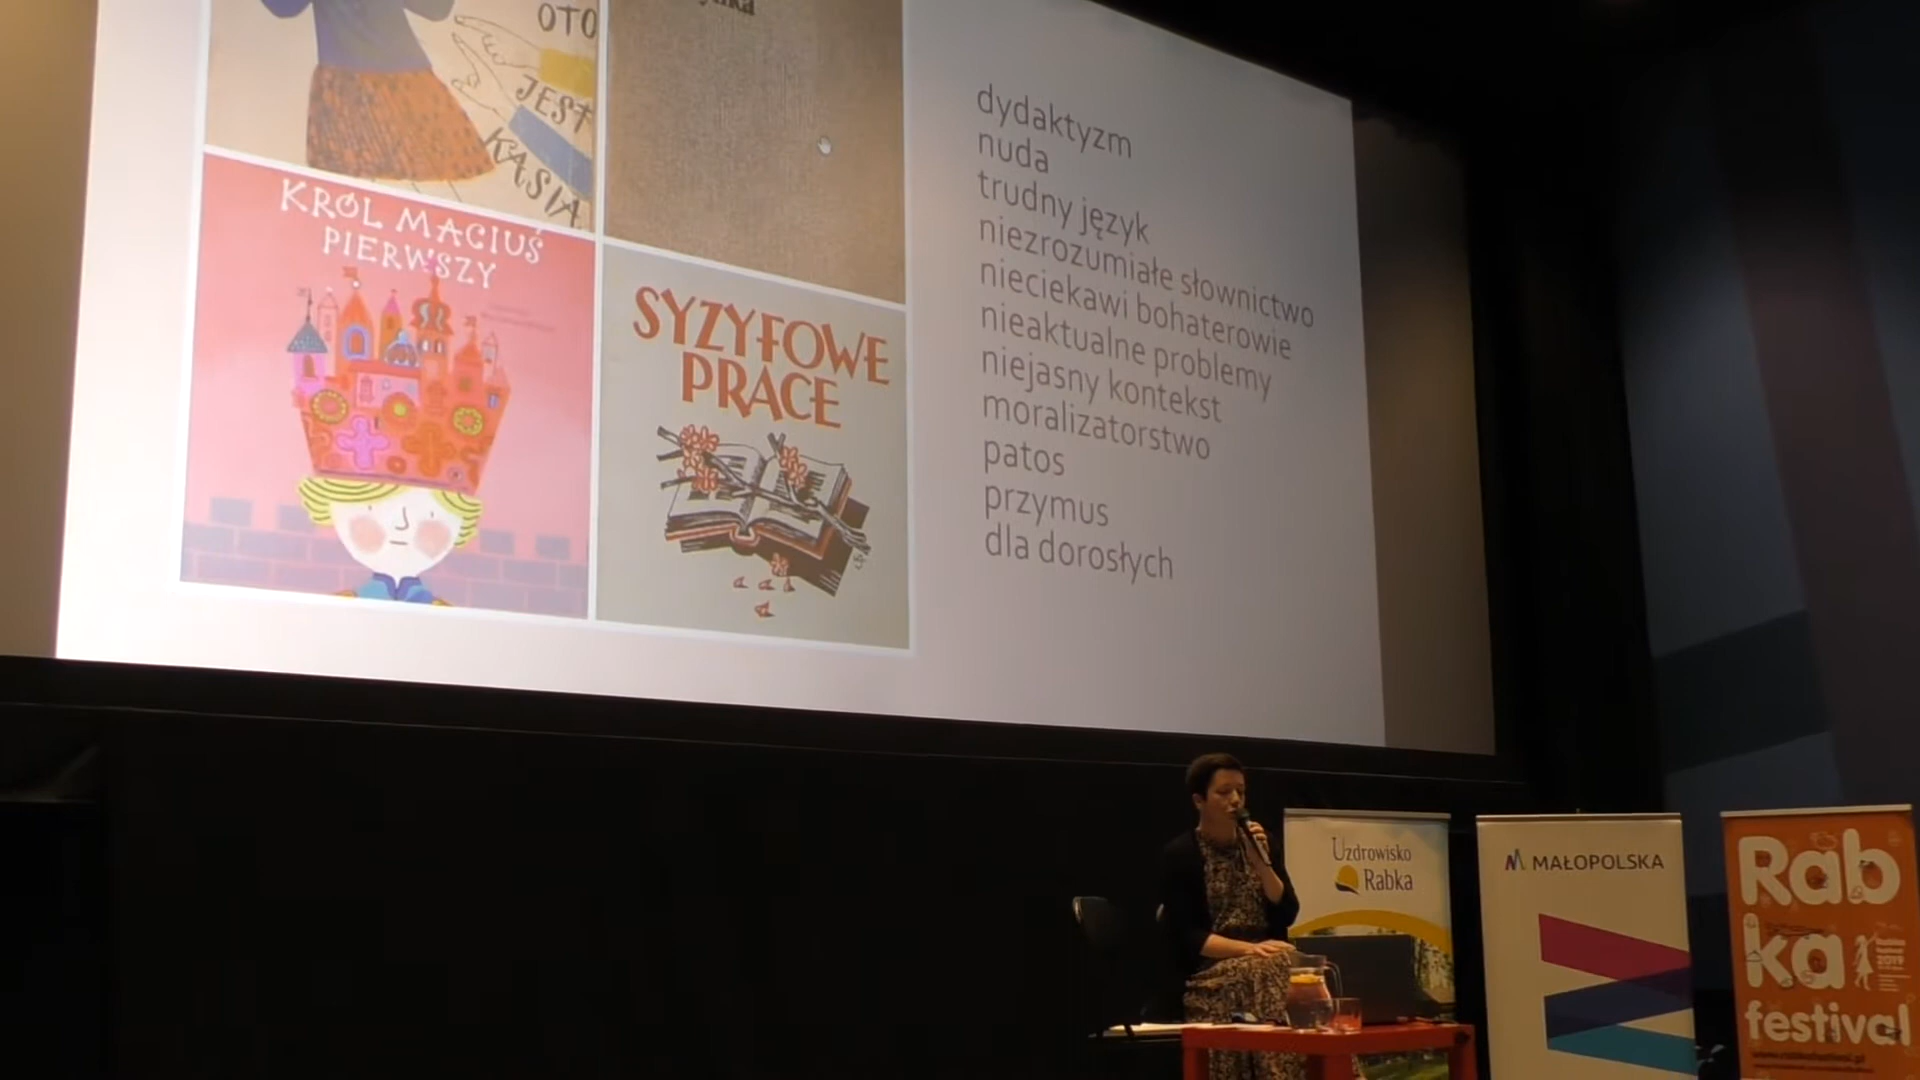 OTO
JEST
KASIA
KRÓL MACIUŚ
PIERWSZY
SYZYFOWE
PRACE
dydaktyzm
nuda
trudny język
niezrozumiałe słownictwo
nieciekawi bohaterowie
nieaktualne problemy
niejasny kontekst
moralizatorstwo
patos
przymus
dla dorosłych
Uzdrowisko
Rabka
MAŁOPOLSKA
Rab
ka
2019
festival